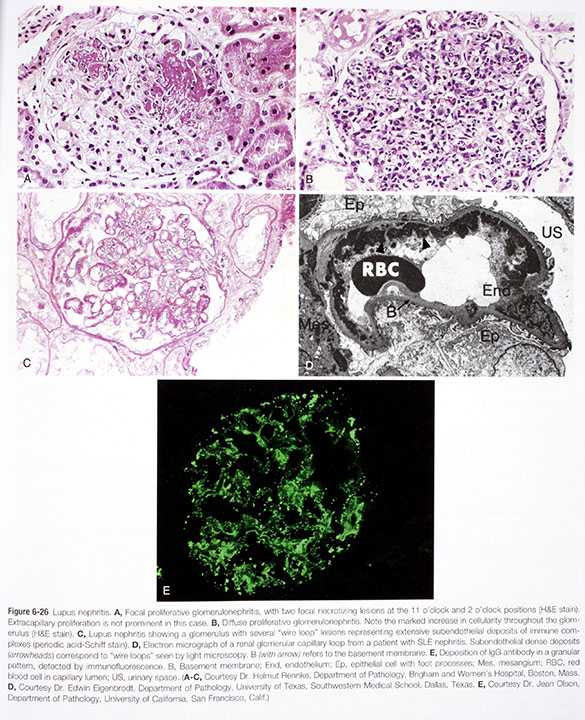 A
B
C
Ep
US
RBC
End
Mes
B
Ep
D
E
Figure 6-26 Lupus nephritis. A, Focal proliferative glomerulonephritis, with two focal necrotizing lesions at the 11 o'clock and 2 o'clock positions (H&E stain).
Extracapillary proliferation is not prominent in this case. B, Diffuse proliferative glomerulonephritis. Note the marked increase in cellularity throughout the glom-
erulus (H&E stain). C, Lupus nephritis showing a glomerulus with several "wire loop" lesions representing extensive subendothelial deposits of immune com-
plexes (periodic acid-Schiff stain). D, Electron micrograph of a renal glomerular capillary loop from a patient with SLE nephritis. Subendothelial dense deposits
(arrowheads) correspond to "wire loops" seen by light microscopy. B (with arrow) refers to the basement membrane. E, Deposition of IgG antibody in a granular
pattern, detected by immunofluorescence. B, Basement membrane; End, endothelium; Ep, epithelial cell with foot processes; Mes, mesangium; RBC, red
blood cell in capillary lumen; US, urinary space. (A-C, Courtesy Dr. Helmut Rennke, Department of Pathology, Brigham and Women's Hospital, Boston, Mass.
D, Courtesy Dr. Edwin Eigenbrodt, Department of Pathology, University of Texas, Southwestern Medical School, Dallas, Texas. E, Courtesy Dr. Jean Olson,
Department of Pathology, University of California, San Francisco, Calif.)